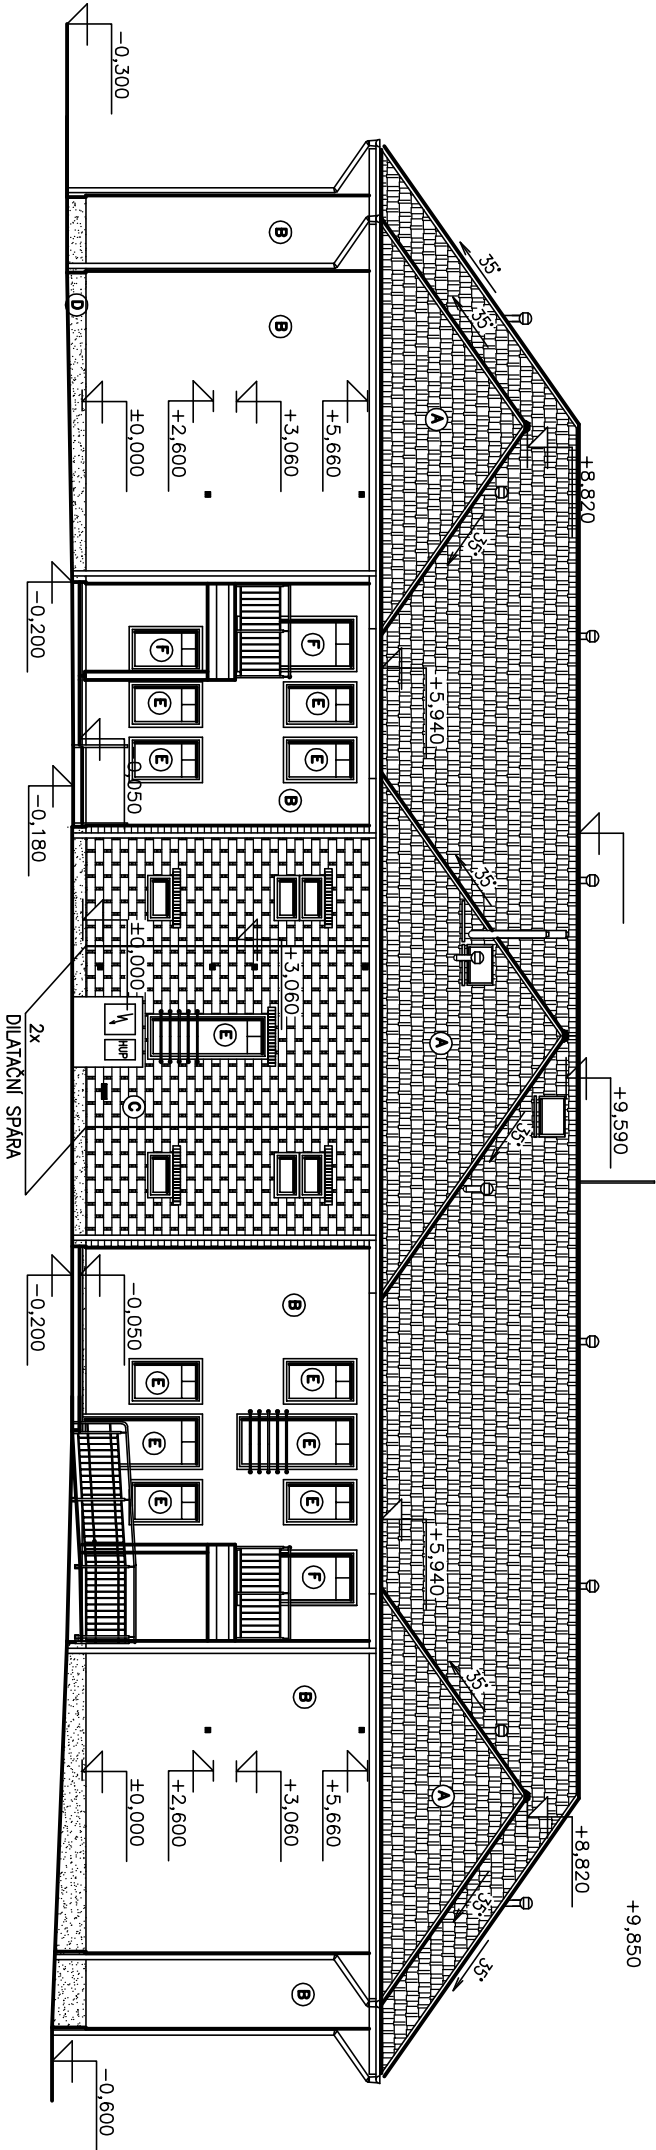 +9,850
+8,820
+9,590
+8,820
35°
35°
35°
35°
35°
35°
35°
35°
A
A
A
+5,940
+5,940
B
B
B
B
B
B
+5,660
+3,060
+2,600
±0,000
+5,660
+3,060
+2,600
±0,000
+3,060
±0,000
F
E
E
F
E
E
E
E
E
E
E
E
E
F
C
D
HUP
-0,300
-0,200
-0,050
-0,180
-0,050
-0,200
-0,600
2x
DILATAČNÍ SPÁRA